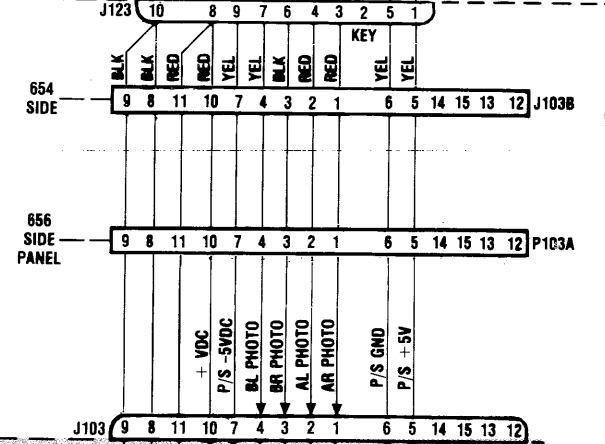 J123 10 8 9 7 6 4 3 2 5 1
KEY
BLK BLK RED RED YEL YEL BLK RED RED YEL YEL
654
SIDE
9 8 11 10 7 4 3 2 1 6 5 14 15 13 12 J103B
656
SIDE
PANEL
9 8 11 10 7 4 3 2 1 6 5 14 15 13 12 P103A
+ VDC
P/S -5VDC
BL PHOTO
BR PHOTO
AL PHOTO
AR PHOTO
P/S GND
P/S +5V
J103 9 8 11 10 7 4 3 2 1 6 5 14 15 13 12